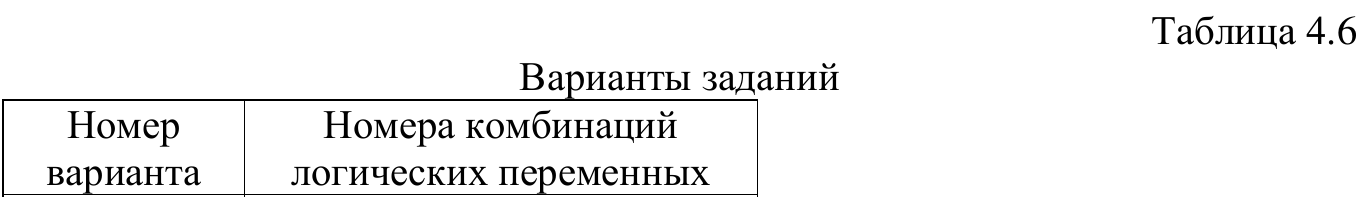 Таблица 4.6
Варианты заданий
Номер варианта
Номера комбинаций логических переменных